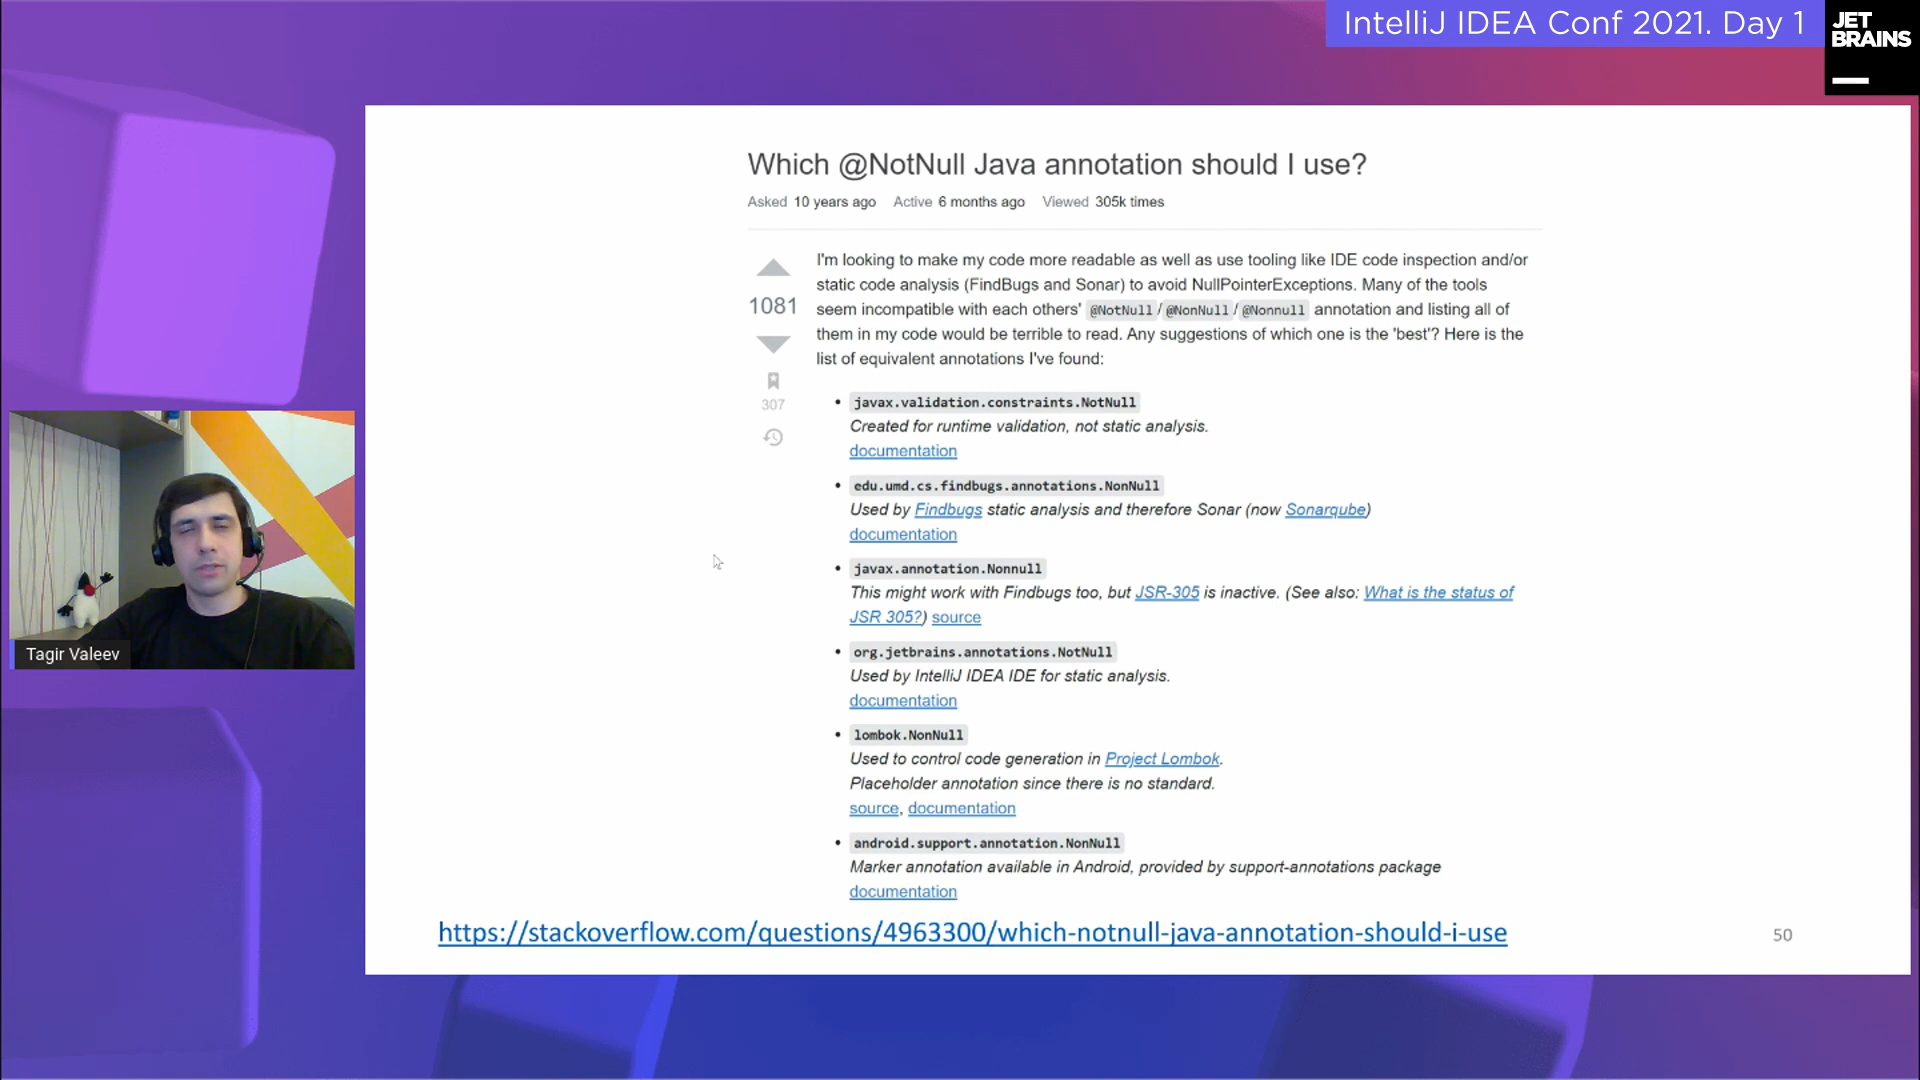 IntelliJ IDEA Conf 2021. Day 1
JET
BRAINS
Which @NotNull Java annotation should I use?
Asked 10 years ago Active 6 months ago Viewed 305k times
1081
307
I'm looking to make my code more readable as well as use tooling like IDE code inspection and/or
static code analysis (FindBugs and Sonar) to avoid NullPointerExceptions. Many of the tools
seem incompatible with each others' @NotNull/@NonNull/@Nonnull annotation and listing all of
them in my code would be terrible to read. Any suggestions of which one is the 'best'? Here is the
list of equivalent annotations I've found:
• javax.validation.constraints.NotNull
Created for runtime validation, not static analysis.
documentation
• edu.umd.cs.findbugs.annotations.NonNull
Used by Findbugs static analysis and therefore Sonar (now Sonarqube)
documentation
• javax.annotation.Nonnull
This might work with Findbugs too, but JSR-305 is inactive. (See also: What is the status of
JSR 305?) source
• org.jetbrains.annotations.NotNull
Used by IntelliJ IDEA IDE for static analysis.
documentation
• lombok.NonNull
Used to control code generation in Project Lombok.
Placeholder annotation since there is no standard.
source, documentation
• android.support.annotation.NonNull
Marker annotation available in Android, provided by support-annotations package
documentation
https://stackoverflow.com/questions/4963300/which-notnull-java-annotation-should-i-use
50
Tagir Valeev